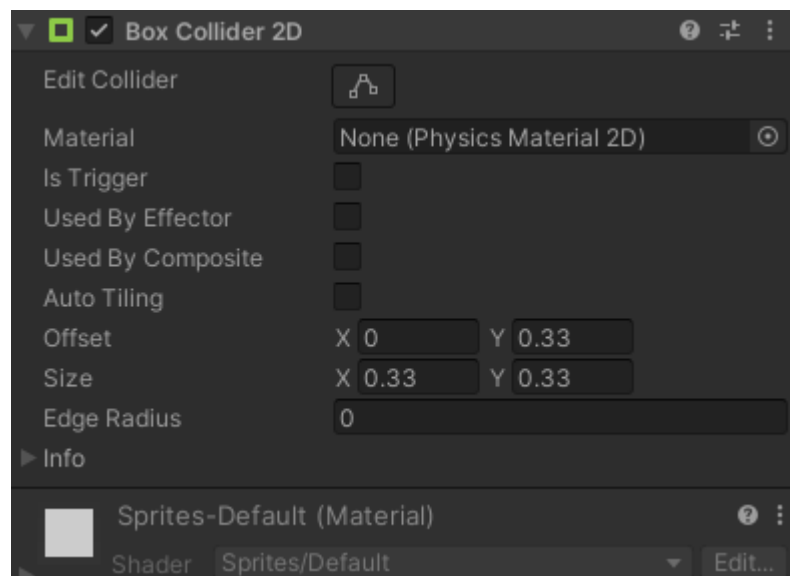 Box Collider 2D
Edit Collider
Material None (Physics Material 2D)
Is Trigger
Used By Effector
Used By Composite
Auto Tiling
Offset X 0 Y 0.33
Size X 0.33 Y 0.33
Edge Radius 0
Info
Sprites-Default (Material)
Shader Sprites/Default Edit...